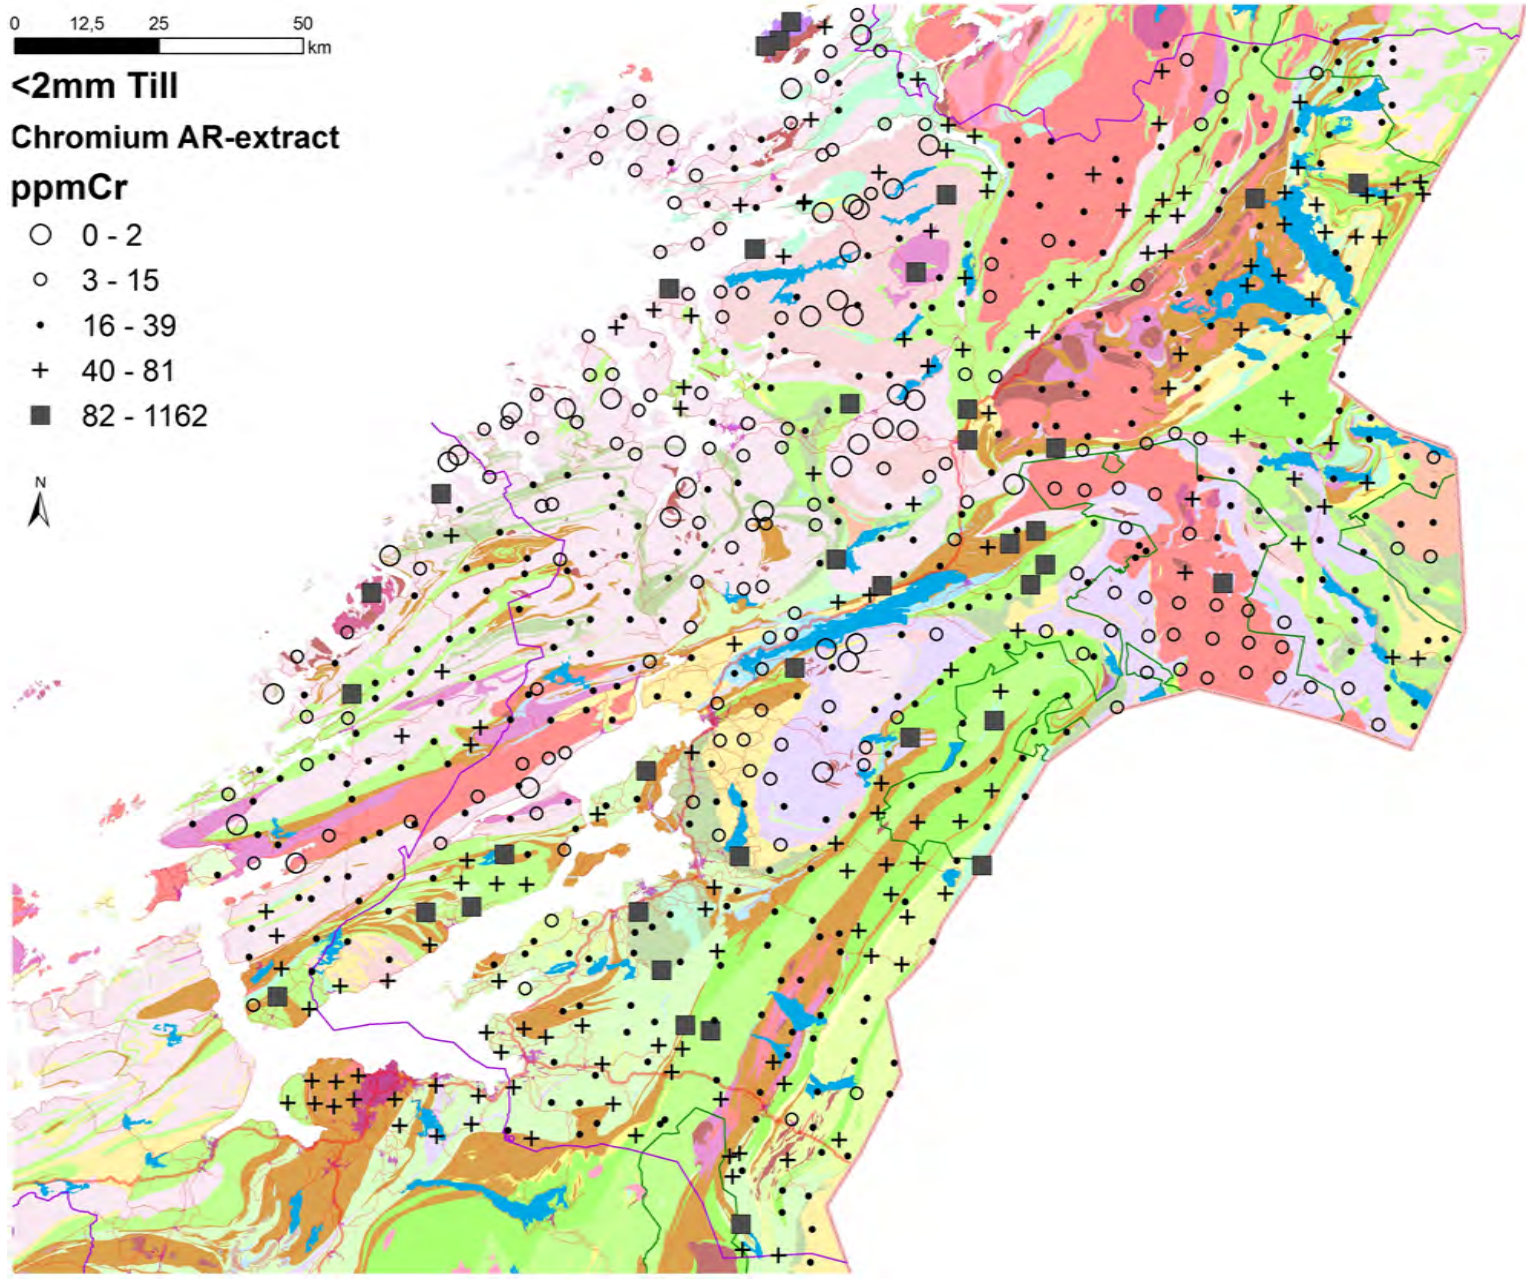 0 12,5 25 50
km
<2mm Till
Chromium AR-extract
ppmCr
0 - 2
3 - 15
16 - 39
40 - 81
82 - 1162
N